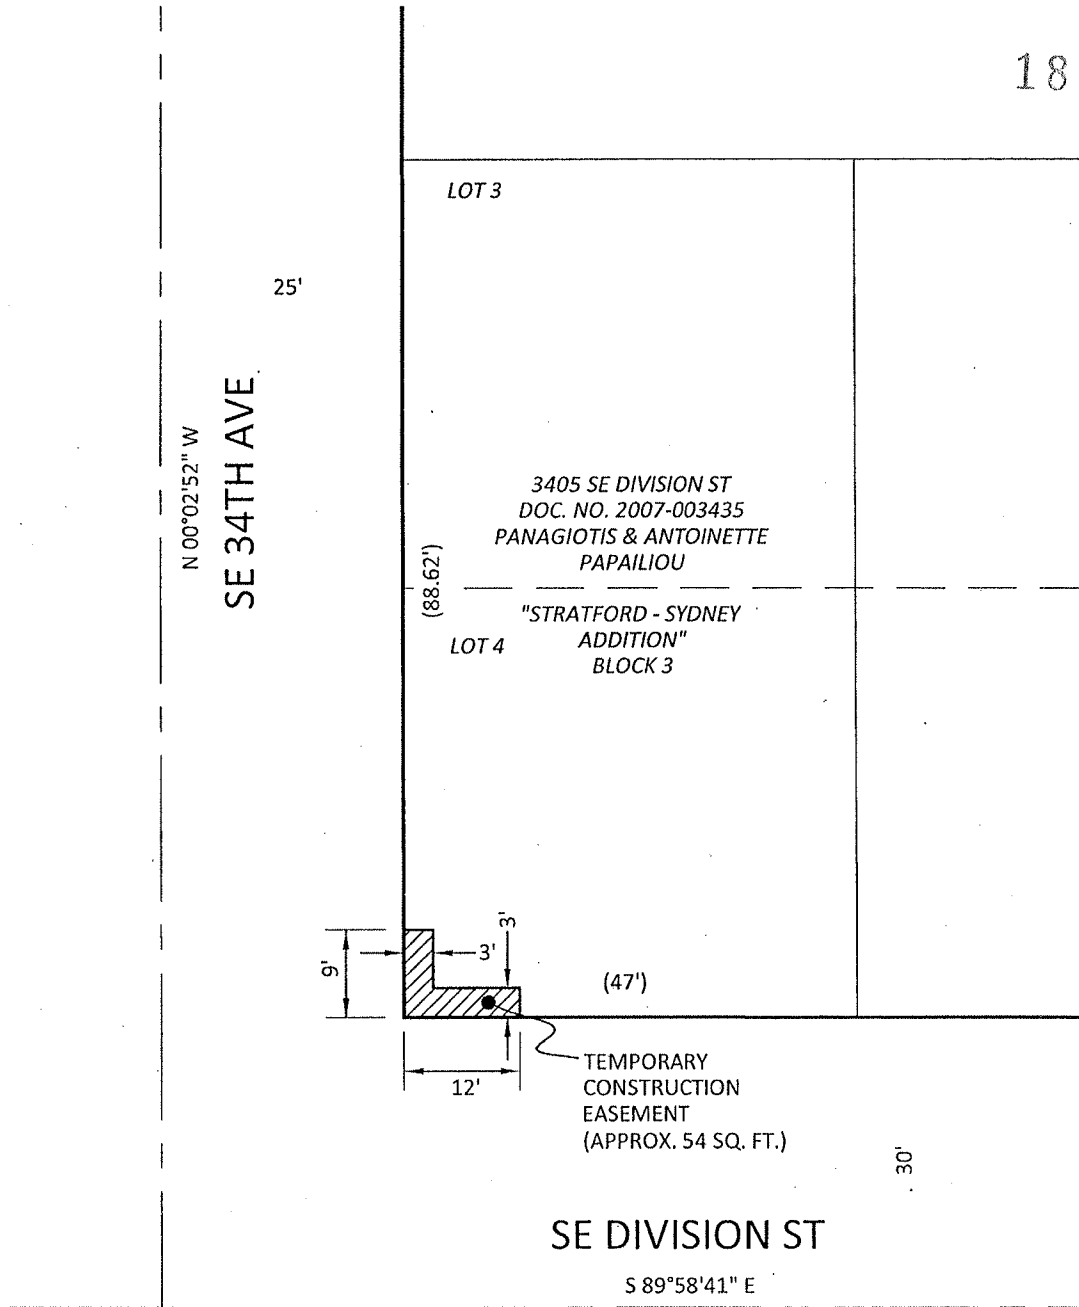 18
LOT 3
25'
N 00°02'52" W
SE 34TH AVE
3405 SE DIVISION ST
DOC. NO. 2007-003435
PANAGIOTIS & ANTOINETTE
PAPAILIOU
(88.62')
"STRATFORD - SYDNEY
ADDITION"
BLOCK 3
LOT 4
3'
3'
9'
(47')
12'
TEMPORARY
CONSTRUCTION
EASEMENT
(APPROX. 54 SQ. FT.)
30'
SE DIVISION ST
S 89°58'41" E